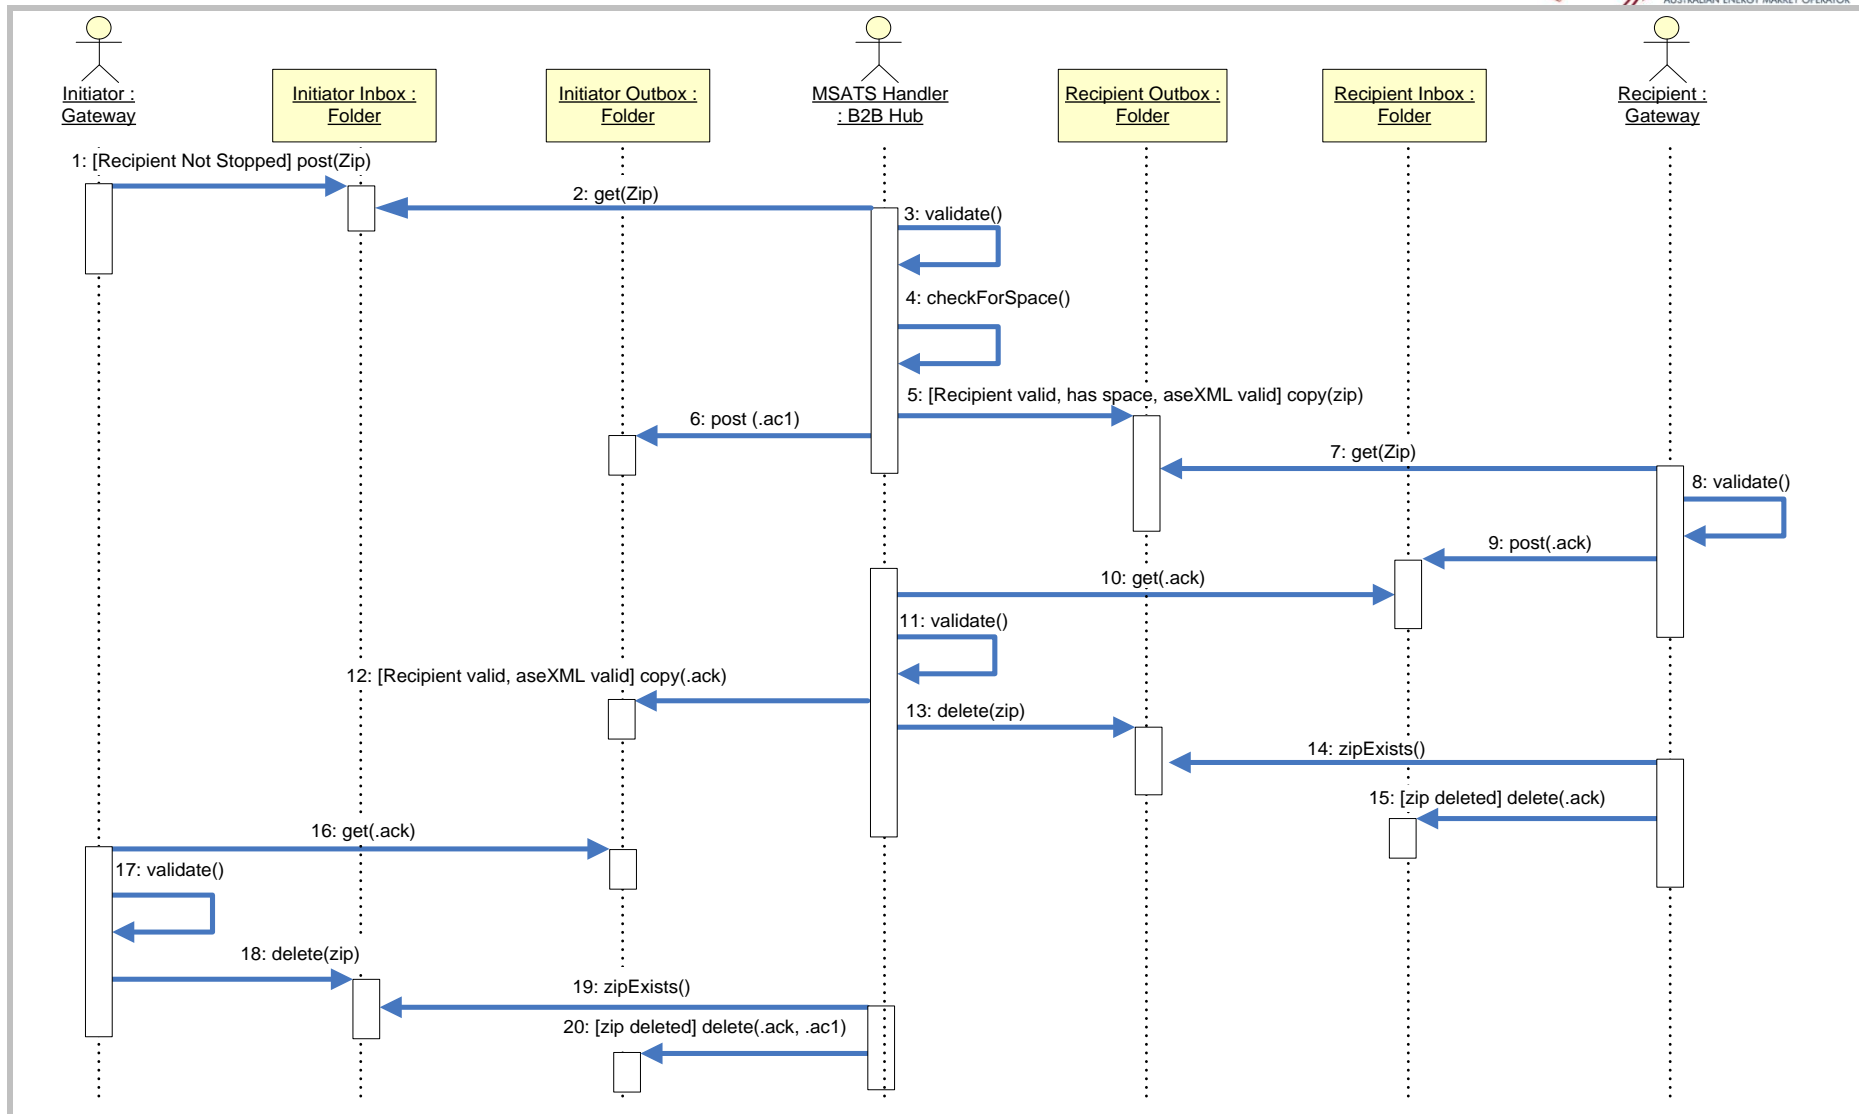 AUSTRALIAN ENERGY MARKET OPERATOR
Initiator :
Gateway
Initiator Inbox :
Folder
Initiator Outbox :
Folder
MSATS Handler
: B2B Hub
Recipient Outbox :
Folder
Recipient Inbox :
Folder
Recipient :
Gateway
1: [Recipient Not Stopped] post(Zip)
2: get(Zip)
3: validate()
4: checkForSpace()
5: [Recipient valid, has space, aseXML valid] copy(zip)
6: post (.ac1)
7: get(Zip)
8: validate()
9: post(.ack)
10: get(.ack)
11: validate()
12: [Recipient valid, aseXML valid] copy(.ack)
13: delete(zip)
14: zipExists()
15: [zip deleted] delete(.ack)
16: get(.ack)
17: validate()
18: delete(zip)
19: zipExists()
20: [zip deleted] delete(.ack, .ac1)